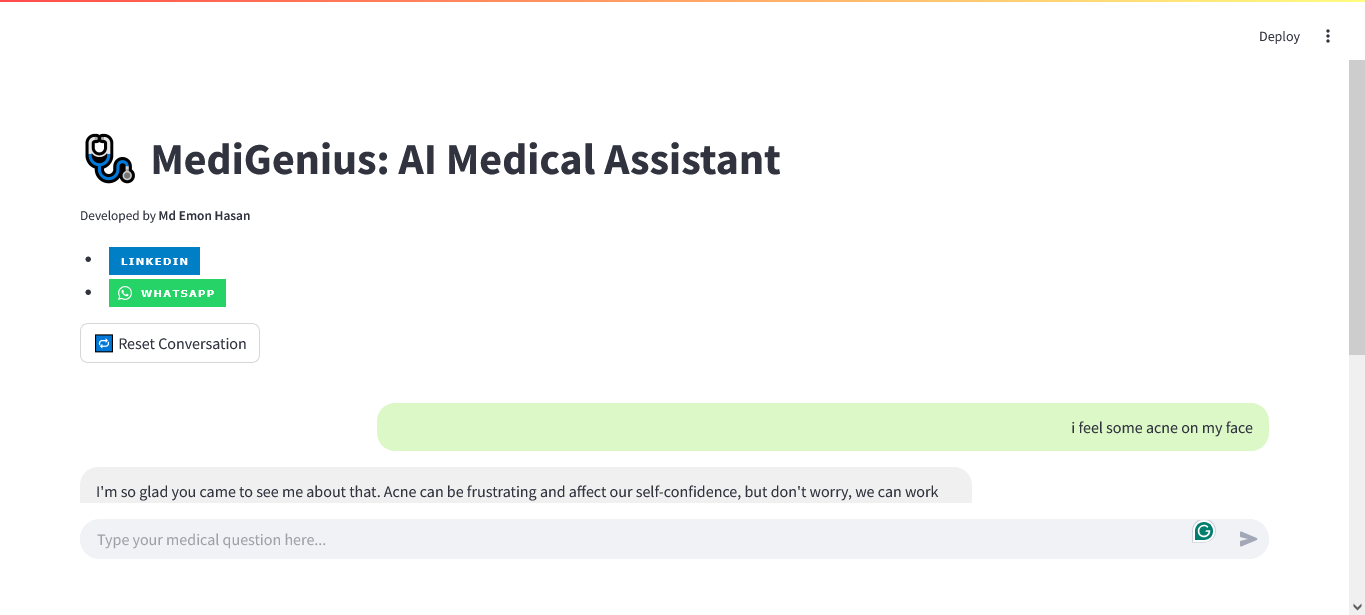 Deploy
MediGenius: AI Medical Assistant
Developed by Md Emon Hasan
LINKEDIN
WHATSAPP
Reset Conversation
i feel some acne on my face
I'm so glad you came to see me about that. Acne can be frustrating and affect our self-confidence, but don't worry, we can work
Type your medical question here...